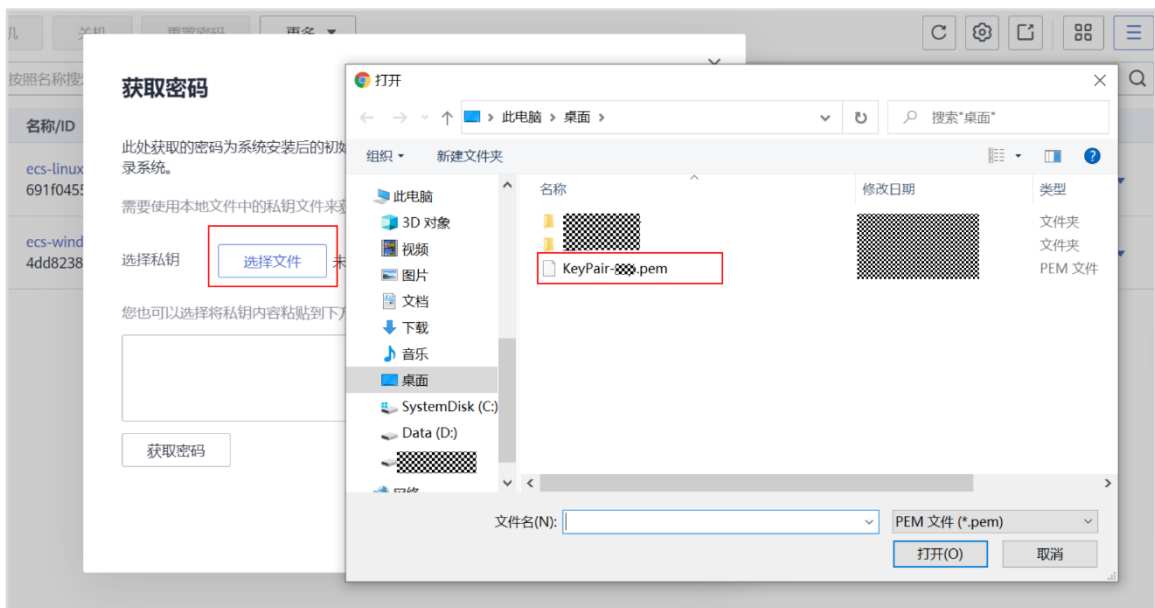 关机
重置密码
更多
按照名称搜
名称/ID
ecs-linux
691f0455
ecs-wind
4dd8238
获取密码
此处获取的密码为系统安装后的初始
录系统。
需要使用本地文件中的私钥文件来
选择私钥
选择文件
未
您也可以选择将私钥内容粘贴到下
获取密码
打开
此电脑 > 桌面 >
搜索"桌面"
组织
新建文件夹
此电脑
3D 对象
视频
图片
文档
下载
音乐
桌面
SystemDisk (C:)
Data (D:)
网络
名称
修改日期
类型
文件夹
文件夹
KeyPair-
.pem
PEM 文件
文件名(N):
PEM 文件 (*.pem)
打开(O)
取消